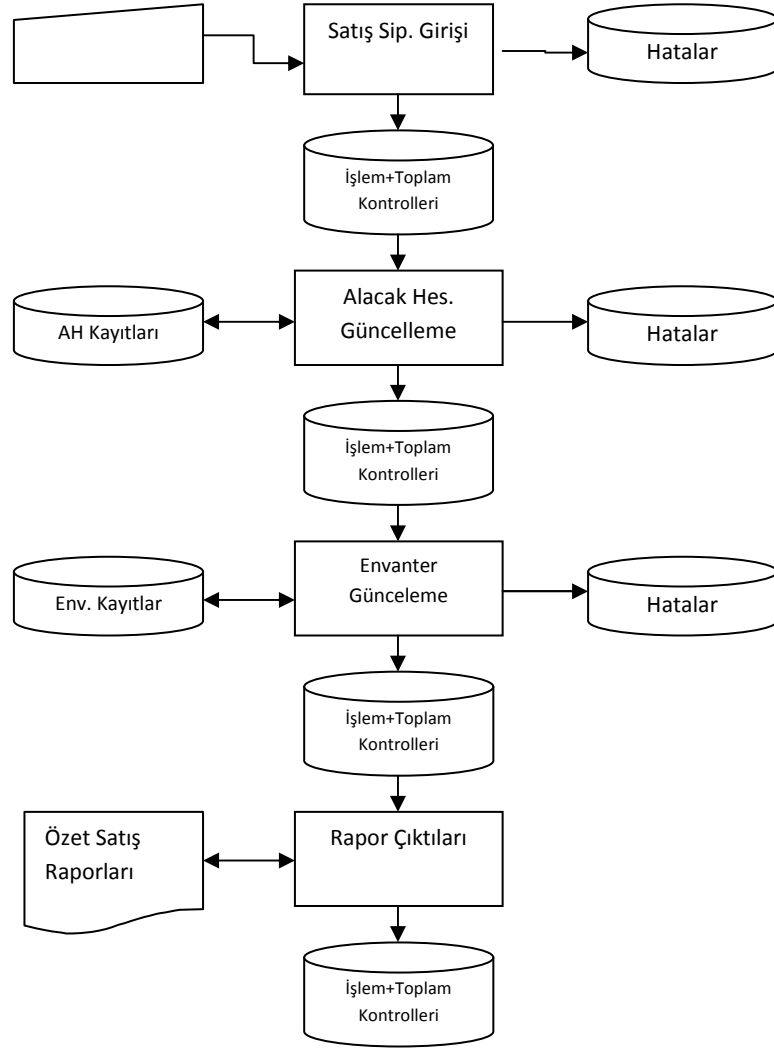 Satış Sip. Girişi
Hatalar
İşlem+Toplam
Kontrolleri
AH Kayıtları
Alacak Hes.
Güncelleme
Hatalar
İşlem+Toplam
Kontrolleri
Env. Kayıtlar
Envanter
Günceleme
Hatalar
İşlem+Toplam
Kontrolleri
Özet Satış
Raporları
Rapor Çıktıları
İşlem+Toplam
Kontrolleri